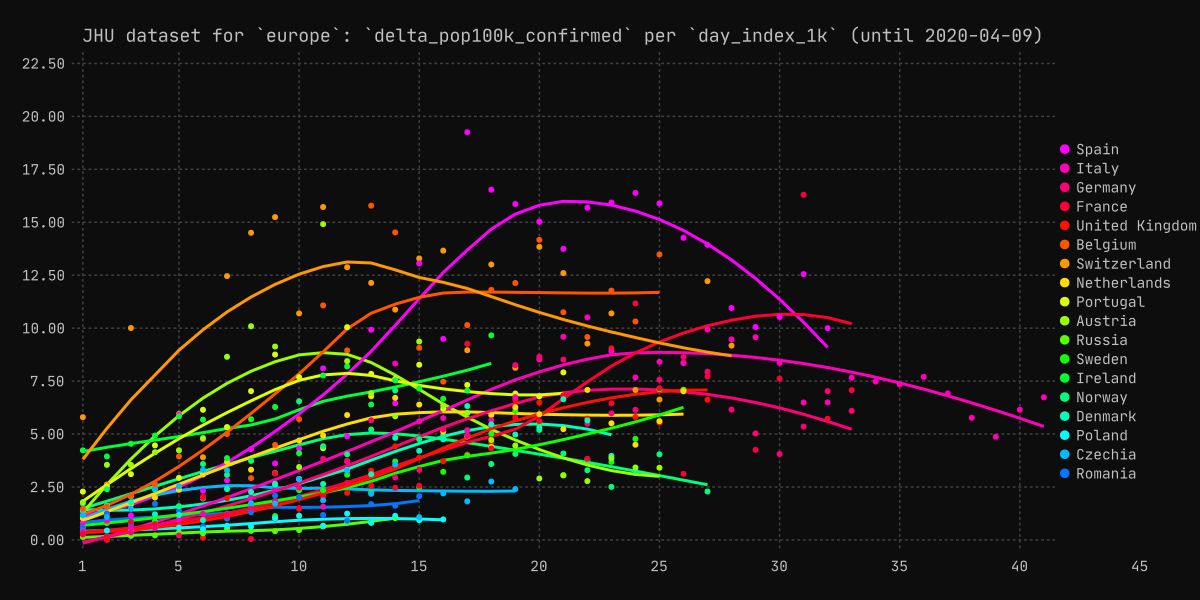 JHU dataset for `europe`: `delta_pop100k_confirmed` per `day_index_1k` (until 2020-04-09)
22.50
20.00
17.50
15.00
12.50
10.00
7.50
5.00
2.50
0.00
1 5 10 15 20 25 30 35 40 45
Spain
Italy
Germany
France
United Kingdom
Belgium
Switzerland
Netherlands
Portugal
Austria
Russia
Sweden
Ireland
Norway
Denmark
Poland
Czechia
Romania